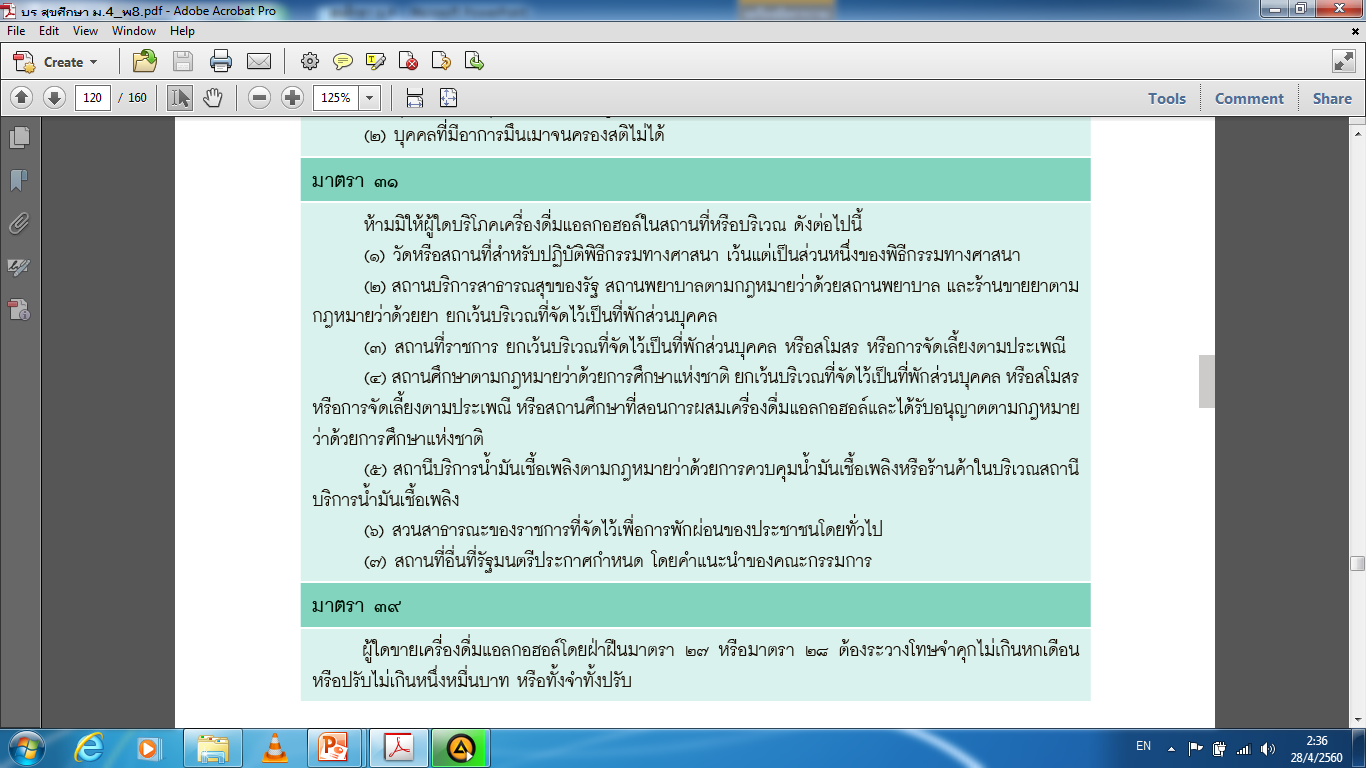 บร สุขศึกษา ม.4_พ8.pdf - Adobe Acrobat Pro
File Edit View Window Help
Create
120 / 160 125% Tools Comment Share
(๒) บุคคลที่มีอาการมึนเมาจนครองสติไม่ได้
มาตรา ๓๑
ห้ามมิให้ผู้ใดบริโภคเครื่องดื่มแอลกอฮอล์ในสถานที่หรือบริเวณ ดังต่อไปนี้
(๑) วัดหรือสถานที่สำหรับปฏิบัติพิธีกรรมทางศาสนา เว้นแต่เป็นส่วนหนึ่งของพิธีกรรมทางศาสนา
(๒) สถานบริการสาธารณสุขของรัฐ สถานพยาบาลตามกฎหมายว่าด้วยสถานพยาบาล และร้านขายยาตาม
กฎหมายว่าด้วยยา ยกเว้นบริเวณที่จัดไว้เป็นที่พักส่วนบุคคล
(๓) สถานที่ราชการ ยกเว้นบริเวณที่จัดไว้เป็นที่พักส่วนบุคคล หรือสโมสร หรือการจัดเลี้ยงตามประเพณี
(๔) สถานศึกษาตามกฎหมายว่าด้วยการศึกษาแห่งชาติ ยกเว้นบริเวณที่จัดไว้เป็นที่พักส่วนบุคคล หรือสโมสร
หรือการจัดเลี้ยงตามประเพณี หรือสถานศึกษาที่สอนการผสมเครื่องดื่มแอลกอฮอล์และได้รับอนุญาตตามกฎหมาย
ว่าด้วยการศึกษาแห่งชาติ
(๕) สถานีบริการน้ำมันเชื้อเพลิงตามกฎหมายว่าด้วยการควบคุมน้ำมันเชื้อเพลิงหรือร้านค้าในบริเวณสถานี
บริการน้ำมันเชื้อเพลิง
(๖) สวนสาธารณะของราชการที่จัดไว้เพื่อการพักผ่อนของประชาชนโดยทั่วไป
(๗) สถานที่อื่นที่รัฐมนตรีประกาศกำหนด โดยคำแนะนำของคณะกรรมการ
มาตรา ๓๙
ผู้ใดขายเครื่องดื่มแอลกอฮอล์โดยฝ่าฝืนมาตรา ๒๗ หรือมาตรา ๒๘ ต้องระวางโทษจำคุกไม่เกินหกเดือน
หรือปรับไม่เกินหนึ่งหมื่นบาท หรือทั้งจำทั้งปรับ
EN 2:36
28/4/2560